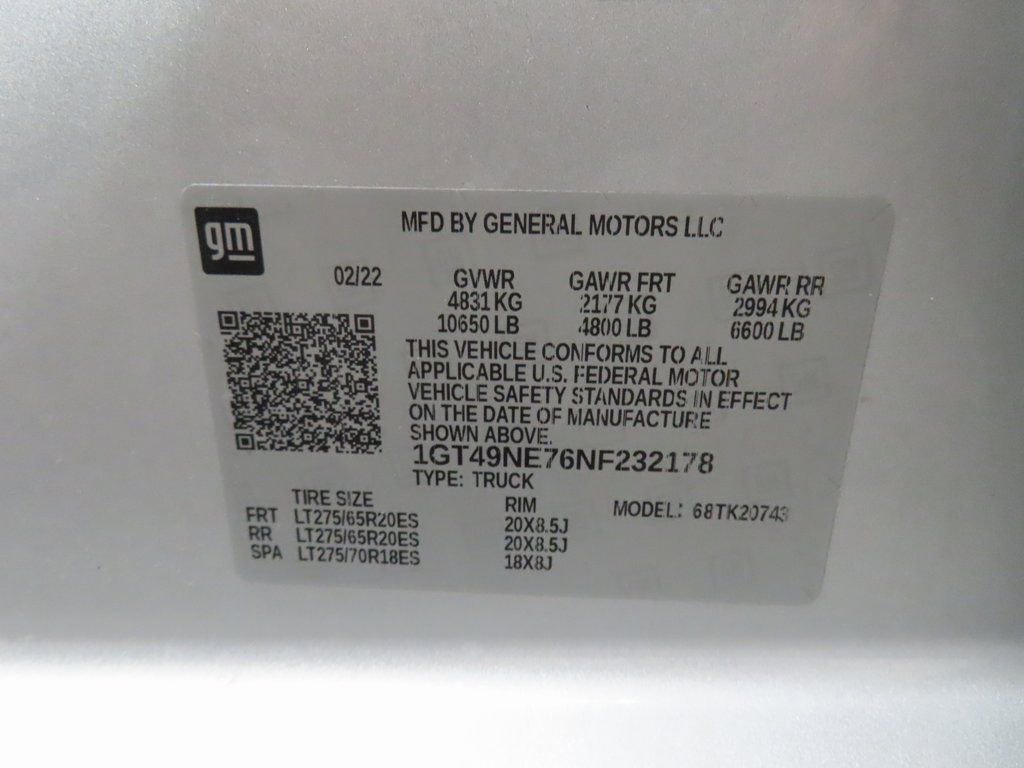 gm
MFD BY GENERAL MOTORS LLC
02/22 GVWR GAWR FRT GAWR RR
4831 KG 2177 KG 2994 KG
10650 LB 4800 LB 6600 LB
THIS VEHICLE CONFORMS TO ALL
APPLICABLE U.S. FEDERAL MOTOR
VEHICLE SAFETY STANDARDS IN EFFECT
ON THE DATE OF MANUFACTURE
SHOWN ABOVE.
1GT49NE76NF232178
TYPE: TRUCK
TIRE SIZE RIM MODEL: 68TK20743
FRT LT275/65R20ES 20X8.5J
RR LT275/65R20ES 20X8.5J
SPA LT275/70R18ES 18X8J